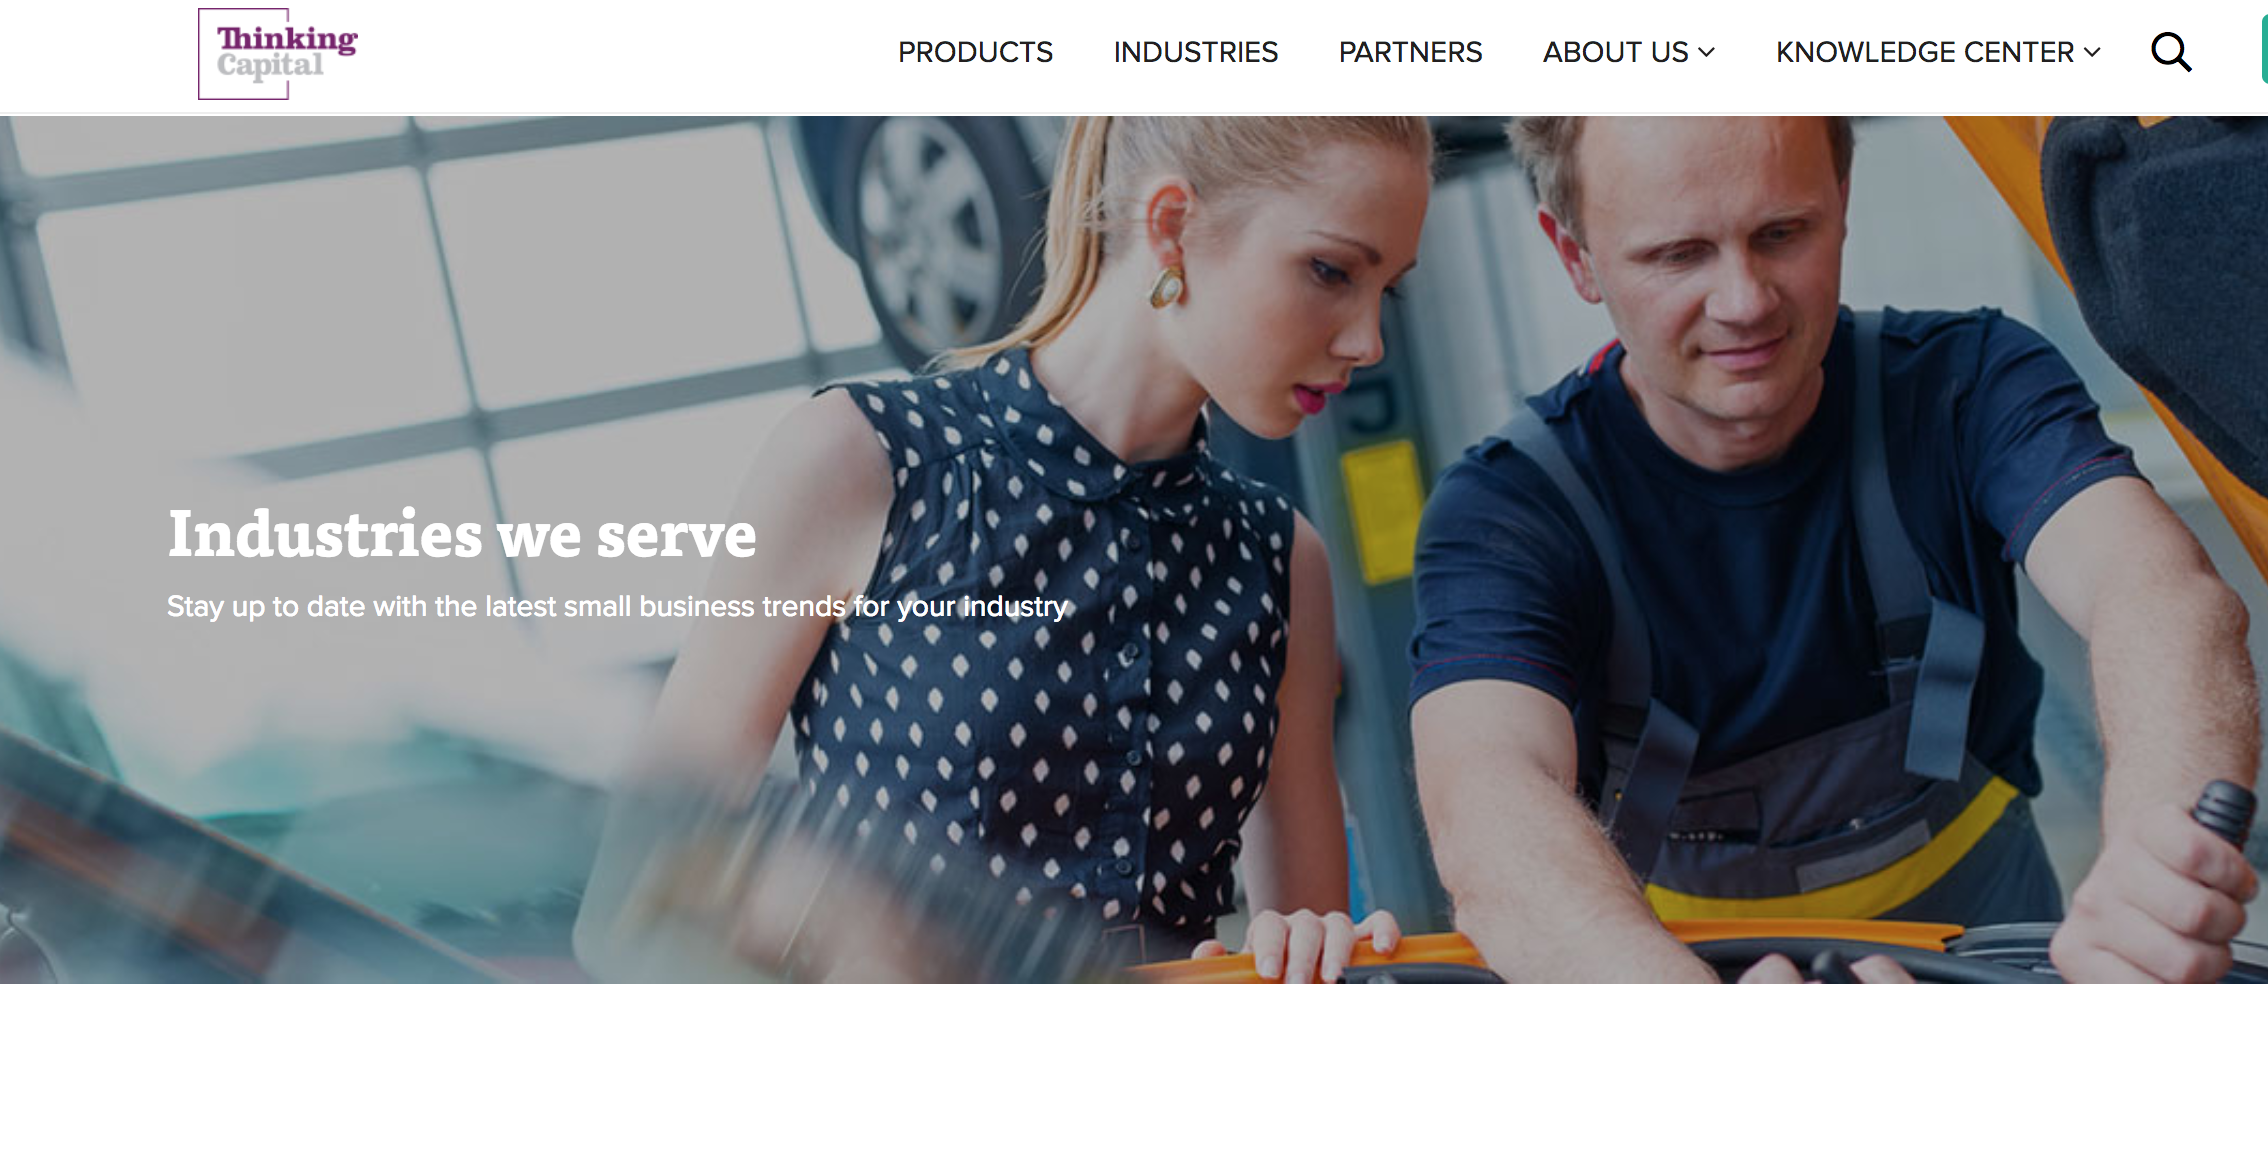 Thinking
Capital
PRODUCTS INDUSTRIES PARTNERS ABOUT US KNOWLEDGE CENTER
Industries we serve
Stay up to date with the latest small business trends for your industry